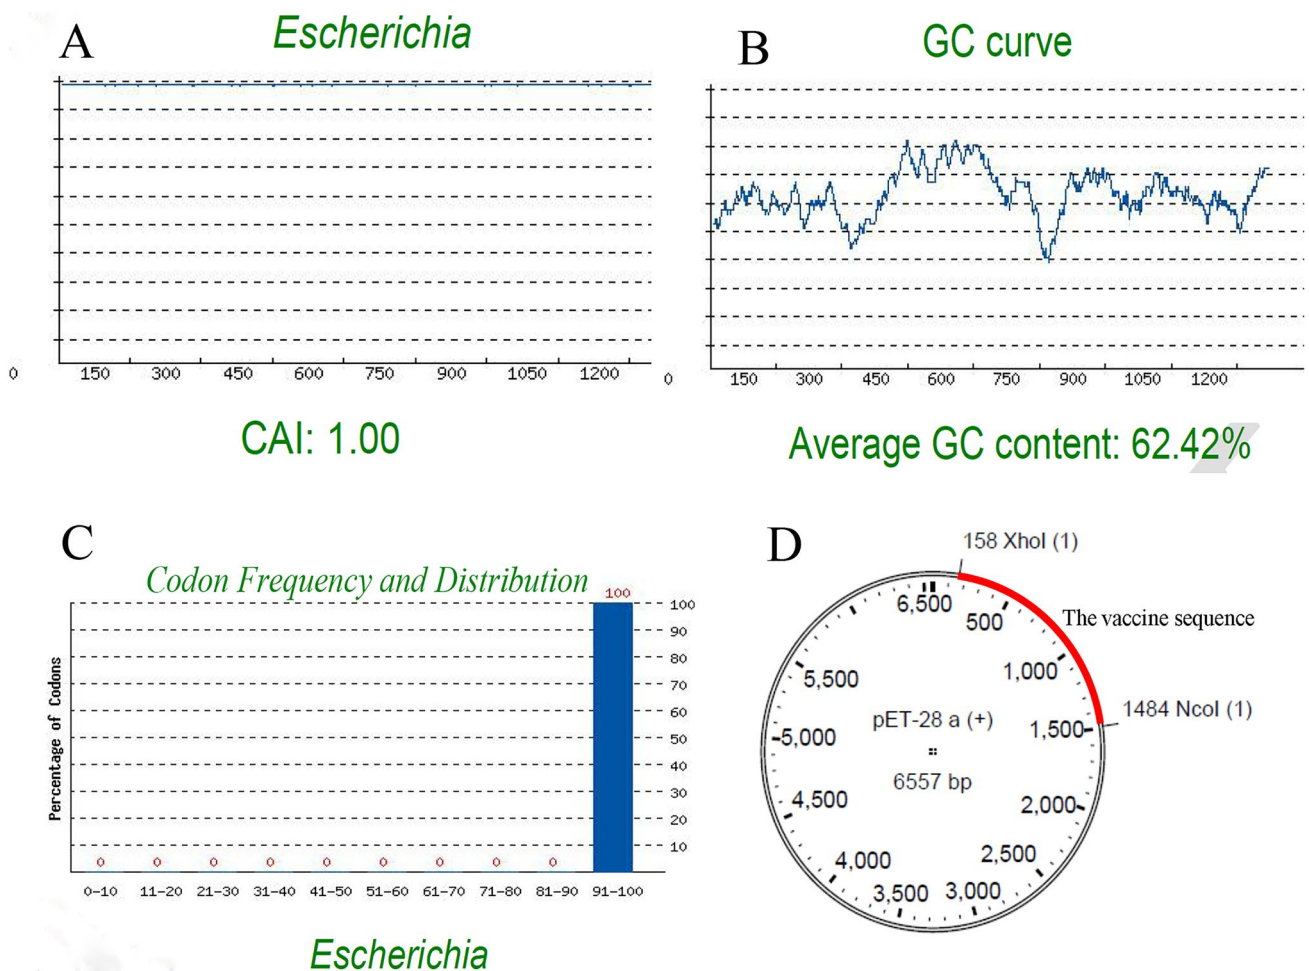 A
Escherichia
0
150 300 450 600 750 900 1050 1200
CAI: 1.00
B
GC curve
0
150 300 450 600 750 900 1050 1200
Average GC content: 62.42%
C
Codon Frequency and Distribution
Percentage of Codons
100
100
90
80
70
60
50
40
30
20
10
0 0 0 0 0 0 0 0 0
0-10 11-20 21-30 31-40 41-50 51-60 61-70 71-80 81-90 91-100
Escherichia
D
158 XhoI (1)
The vaccine sequence
1484 NcoI (1)
6,500
500
1,000
1,500
2,000
2,500
3,000
3,500
4,000
4,500
5,000
5,500
pET-28 a (+)
6557 bp